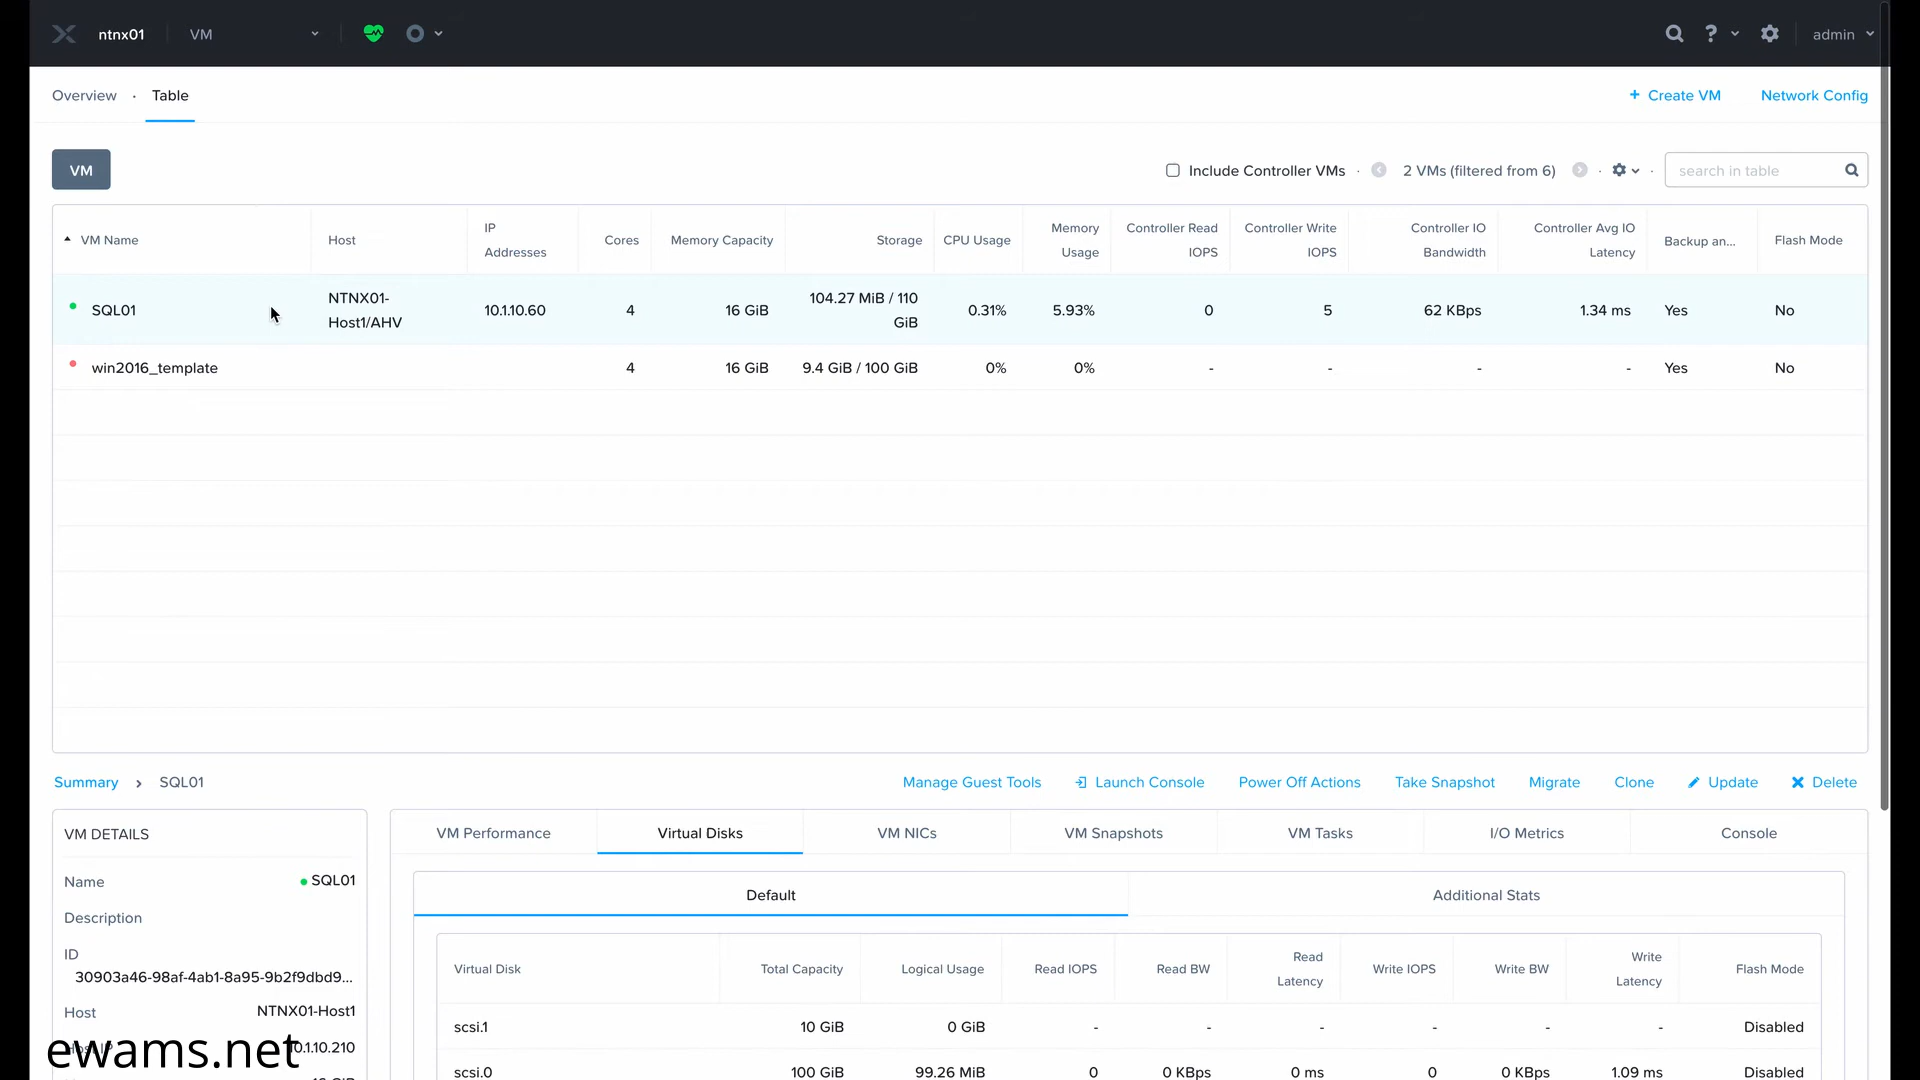 ntnx01 VM ? admin
Overview · Table + Create VM Network Config
VM Include Controller VMs · 2 VMs (filtered from 6) · · search in table
VM Name Host IP Addresses Cores Memory Capacity Storage CPU Usage Memory Usage Controller Read IOPS Controller Write IOPS Controller IO Bandwidth Controller Avg IO Latency Backup an... Flash Mode
SQL01 NTNX01-Host1/AHV 10.1.10.60 4 16 GiB 104.27 MiB / 110 GiB 0.31% 5.93% 0 5 62 KBps 1.34 ms Yes No
win2016_template 4 16 GiB 9.4 GiB / 100 GiB 0% 0% - - - - Yes No
Summary › SQL01 Manage Guest Tools Launch Console Power Off Actions Take Snapshot Migrate Clone Update Delete
VM DETAILS
Name SQL01
Description
ID
30903a46-98af-4ab1-8a95-9b2f9dbd9...
Host NTNX01-Host1
Host IP 10.1.10.210
VM Performance Virtual Disks VM NICs VM Snapshots VM Tasks I/O Metrics Console
Default Additional Stats
Virtual Disk Total Capacity Logical Usage Read IOPS Read BW Read Latency Write IOPS Write BW Write Latency Flash Mode
scsi.1 10 GiB 0 GiB - - - - - - Disabled
scsi.0 100 GiB 99.26 MiB 0 0 KBps 0 ms 0 0 KBps 1.09 ms Disabled
ewams.net